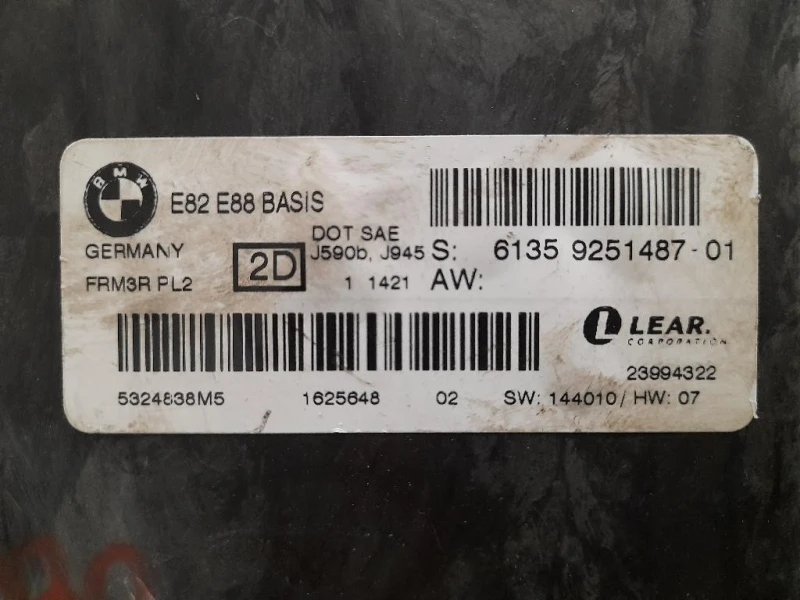 BMW
E82 E88 BASIS
GERMANY
FRM3R PL2
2D
DOT SAE
J590b, J945
1 1421
S: 6135 9251487-01
AW:
LEAR.
CORPORATION
23994322
5324838M5 1625648 02 SW: 144010/ HW: 07